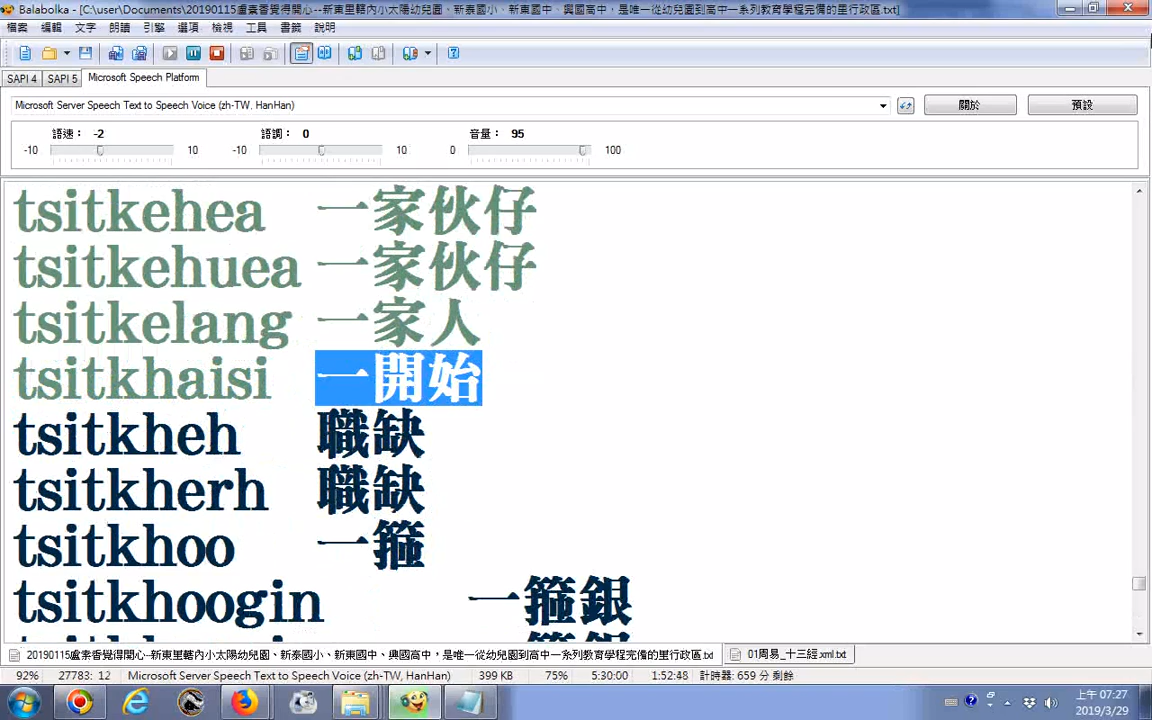 Balabolka - [C:\user\Documents\20190115盧素香覺得開心--新東里轄內小太陽幼兒園、新泰國小、新東國中、興國高中,是唯一從幼兒園到高中一系列教育學程完備的里行政區.txt]
檔案 編輯 文字 朗讀 引擎 選項 檢視 工具 書籤 說明
SAPI 4 SAPI 5 Microsoft Speech Platform
Microsoft Server Speech Text to Speech Voice (zh-TW, HanHan) 關於 預設
語速: -2 語調: 0 音量: 95
-10 10 -10 10 0 100
tsitkehea 一家伙仔
tsitkehuea 一家伙仔
tsitkelang 一家人
tsitkhaisi 一開始
tsitkheh 職缺
tsitkherh 職缺
tsitkhoo 一箍
tsitkhoogin 一箍銀
20190115盧素香覺得開心--新東里轄內小太陽幼兒園、新泰國小、新東國中、興國高中,是唯一從幼兒園到高中一系列教育學程完備的里行政區.txt 01周易_十三經.xml.txt
92% 27783: 12 Microsoft Server Speech Text to Speech Voice (zh-TW, HanHan) 399 KB 75% 5:30:00 1:52:48 計時器: 659 分 剩餘
上午 07:27
2019/3/29